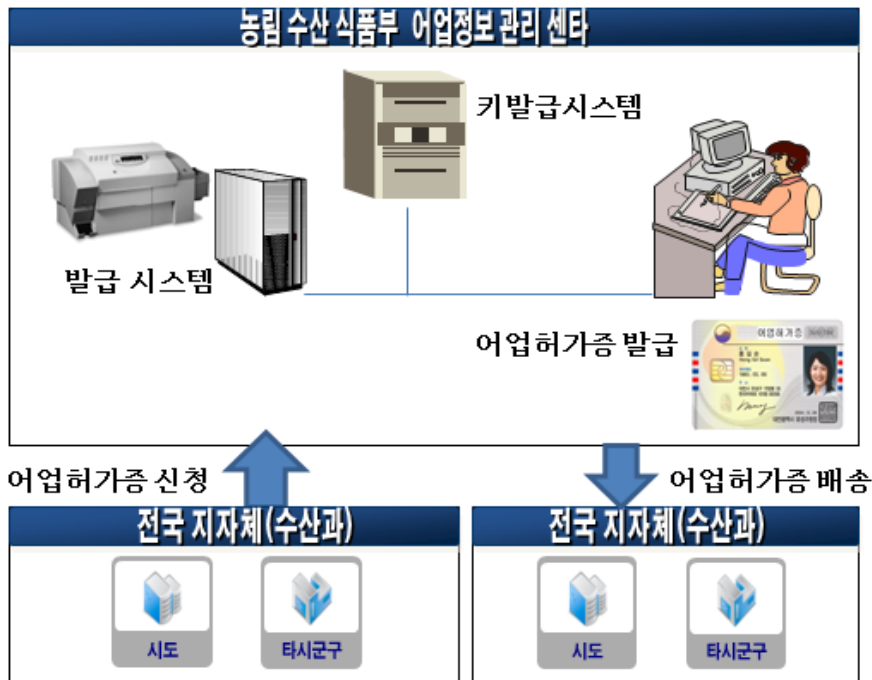 농림 수산 식품부 어업정보 관리 센타
키발급시스템
발급 시스템
어업허가증 발급
어업허가증
어업허가증 신청
어업허가증 배송
전국 지자체(수산과)
전국 지자체(수산과)
시도
타시군구
시도
타시군구